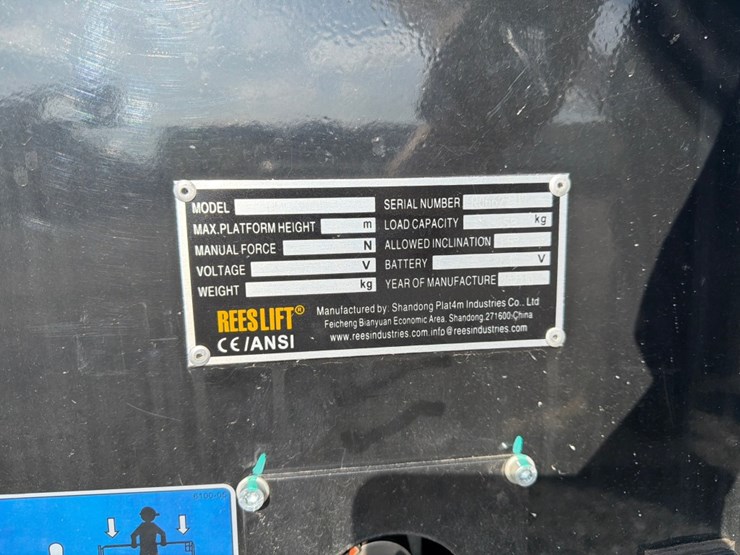 MODEL SERIAL NUMBER
MAX.PLATFORM HEIGHT m LOAD CAPACITY kg
MANUAL FORCE N ALLOWED INCLINATION
VOLTAGE V BATTERY V
WEIGHT kg YEAR OF MANUFACTURE
REESLIFT®
CE/ANSI
Manufactured by: Shandong Plat4m Industries Co., Ltd
Feicheng Bianyuan Economic Area, Shandong.271600.China
www.reesindustries.com.info@reesindustnes.com